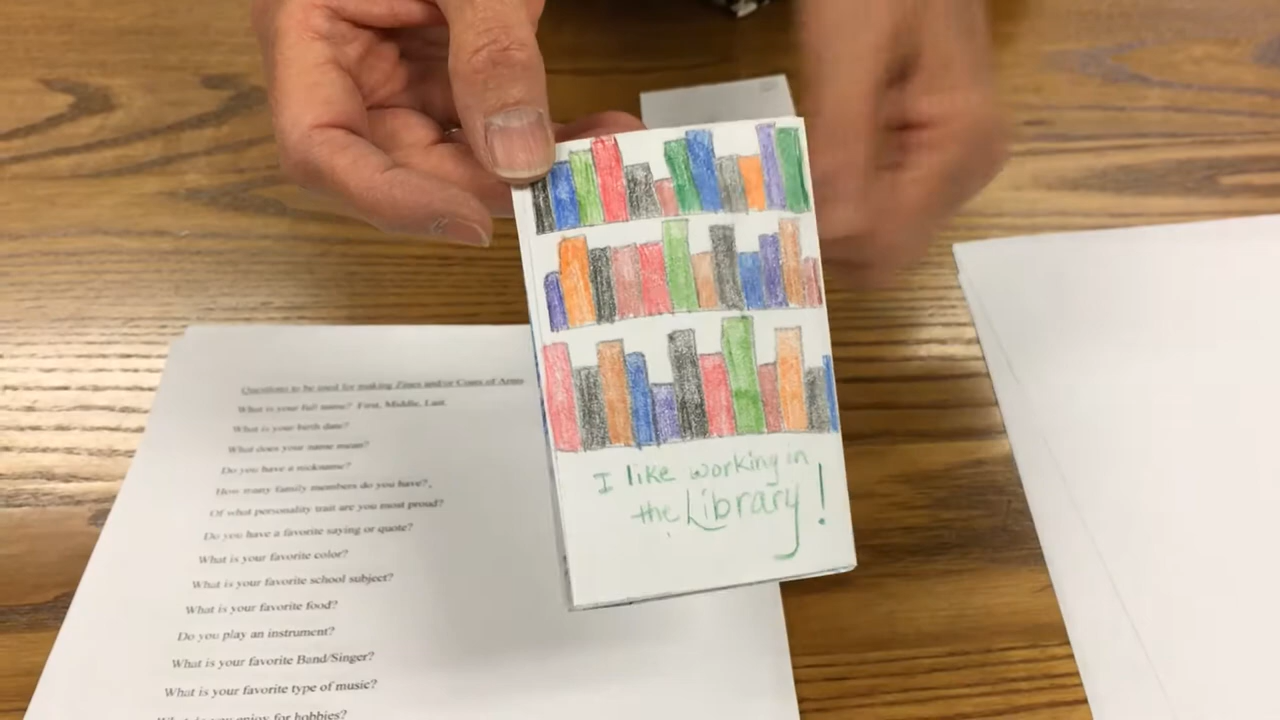 I like working in
the Library!
Questions to be used for making Zines and/or Coats of Arms
What is your full name? First, Middle, Last.
What is your birth date?
What does your name mean?
Do you have a nickname?
How many family members do you have?,
Of what personality trait are you most proud?
Do you have a favorite saying or quote?
What is your favorite color?
What is your favorite school subject?
What is your favorite food?
Do you play an instrument?
What is your favorite Band/Singer?
What is your favorite type of music?
enjoy for hobbies?